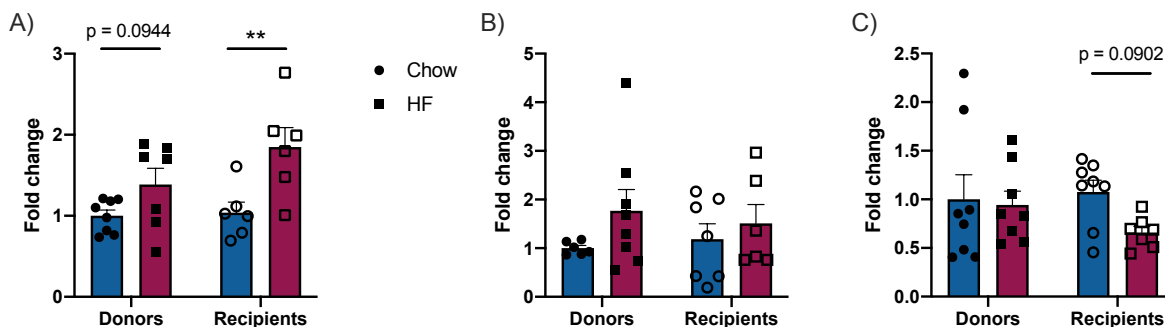 A)
p = 0.0944
**
Fold change
3
2
1
0
Donors
Recipients
Chow
HF
B)
Fold change
5
4
3
2
1
0
Donors
Recipients
C)
p = 0.0902
Fold change
2.5
2.0
1.5
1.0
0.5
0.0
Donors
Recipients